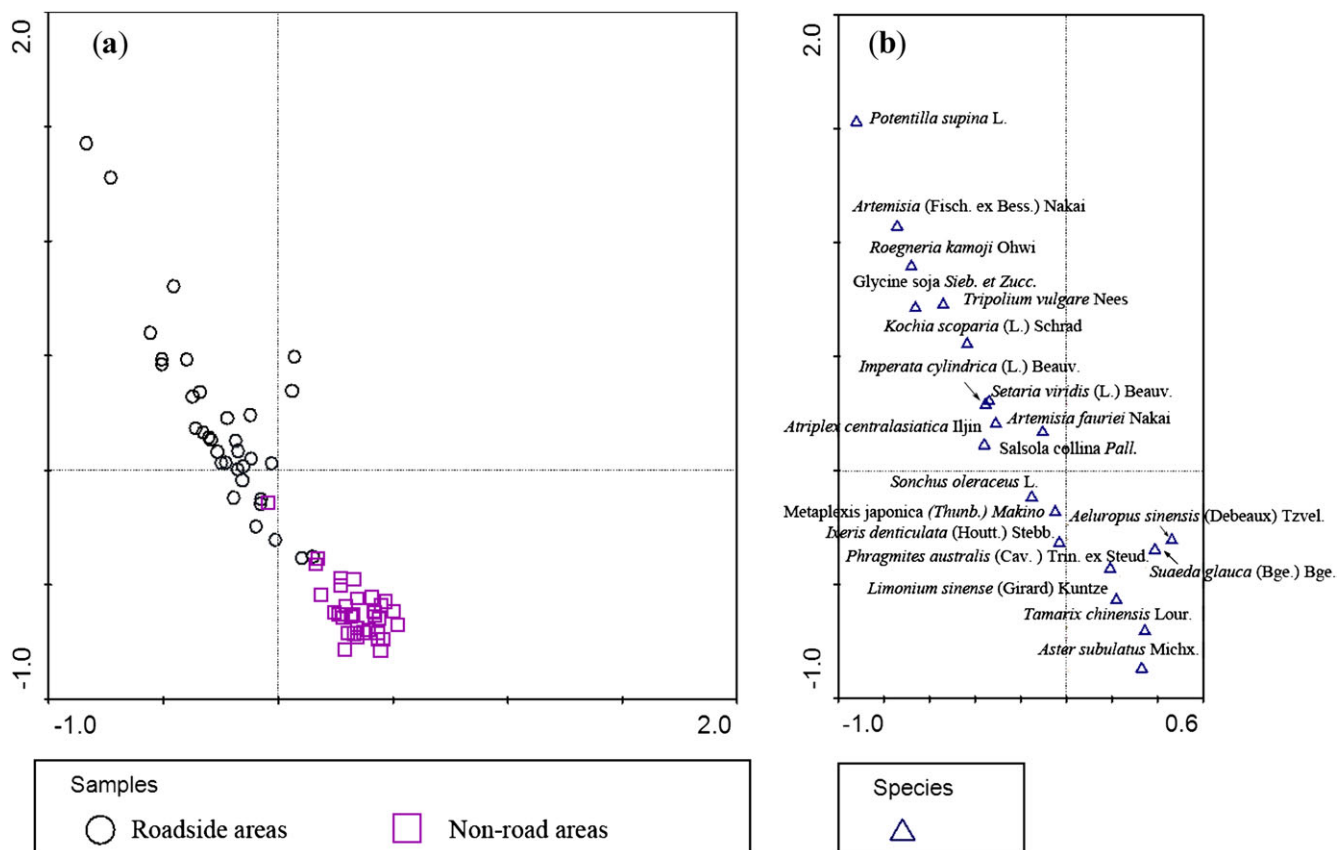 (a)
2.0
-1.0
-1.0
2.0
Samples
Roadside areas
Non-road areas
(b)
2.0
Potentilla supina L.
Artemisia (Fisch. ex Bess.) Nakai
Roegneria kamoji Ohwi
Glycine soja Sieb. et Zucc.
Tripolium vulgare Nees
Kochia scoparia (L.) Schrad
Imperata cylindrica (L.) Beauv.
Setaria viridis (L.) Beauv.
Artemisia fauriei Nakai
Atriplex centralasiatica Iljin
Salsola collina Pall.
Sonchus oleraceus L.
Metaplexis japonica (Thunb.) Makino
Aeluropus sinensis (Debeaux) Tzvel.
Ixeris denticulata (Houtt.) Stebb.
Phragmites australis (Cav. ) Trin. ex Steud.
Suaeda glauca (Bge.) Bge.
Limonium sinense (Girard) Kuntze
Tamarix chinensis Lour.
Aster subulatus Michx.
-1.0
-1.0
0.6
Species